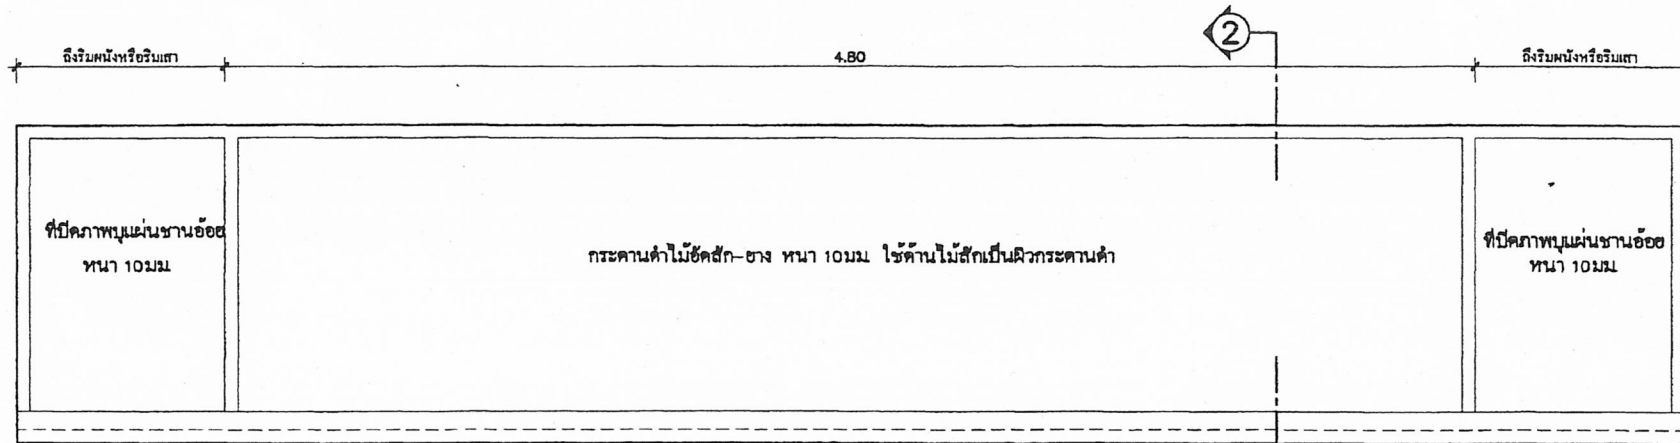 2
ถึงริมผนังหรือริมเสา
4.80
ถึงริมผนังหรือริมเสา
ที่ปิดภาพบุแผ่นชานอ้อย
หนา 10มม.
กระดานดำไม้อัดสัก-ยาง หนา 10มม. ใช้ด้านไม้สักเป็นผิวกระดานดำ
ที่ปิดภาพบุแผ่นชานอ้อย
หนา 10มม.